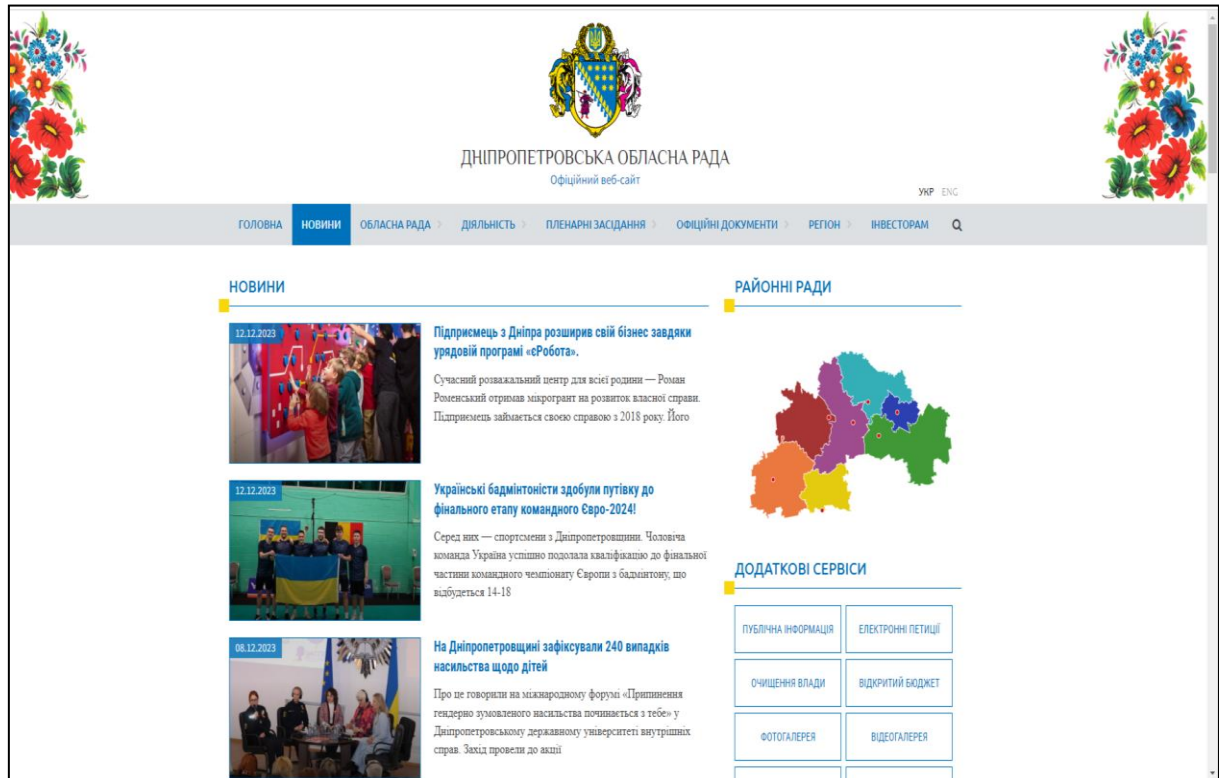 ДНІПРОПЕТРОВСЬКА ОБЛАСНА РАДА
Офіційний веб-сайт
УКР ENG
ГОЛОВНА НОВИНИ ОБЛАСНА РАДА ДІЯЛЬНІСТЬ ПЛЕНАРНІ ЗАСІДАННЯ ОФІЦІЙНІ ДОКУМЕНТИ РЕГІОН ІНВЕСТОРАМ
НОВИНИ
12.12.2023
Підприємець з Дніпра розширив свій бізнес завдяки
урядовій програмі «єРобота».
Сучасний розважальний центр для всієї родини — Роман
Роменський отримав мікрогрант на розвиток власної справи.
Підприємець займається своєю справою з 2018 року. Його
12.12.2023
Українські бадмінтоністи здобули путівку до
фінального етапу командного Євро-2024!
Серед них — спортсмени з Дніпропетровщини. Чоловіча
команда Україна успішно подолала кваліфікацію до фінальної
частини командного чемпіонату Європи з бадмінтону, що
відбудеться 14-18
08.12.2023
На Дніпропетровщині зафіксували 240 випадків
насильства щодо дітей
Про це говорили на міжнародному форумі «Припинення
гендерно зумовленого насильства починається з тебе» у
Дніпропетровському державному університеті внутрішніх
справ. Захід провели до акції
РАЙОННІ РАДИ
ДОДАТКОВІ СЕРВІСИ
ПУБЛІЧНА ІНФОРМАЦІЯ
ЕЛЕКТРОННІ ПЕТИЦІЇ
ОЧИЩЕННЯ ВЛАДИ
ВІДКРИТИЙ БЮДЖЕТ
ФОТОГАЛЕРЕЯ
ВІДЕОГАЛЕРЕЯ